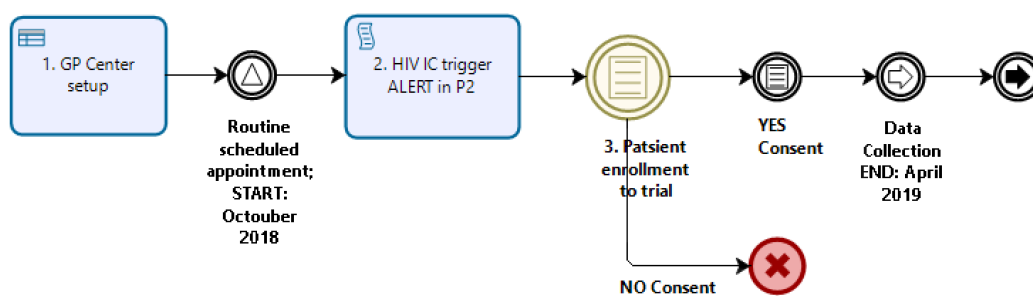 1. GP Center
setup
Routine
scheduled
appointment;
START:
Octouber
2018
2. HIV IC trigger
ALERT in P2
3. Patsient
enrollment
to trial
YES
Consent
Data
Collection
END: April
2019
NO Consent